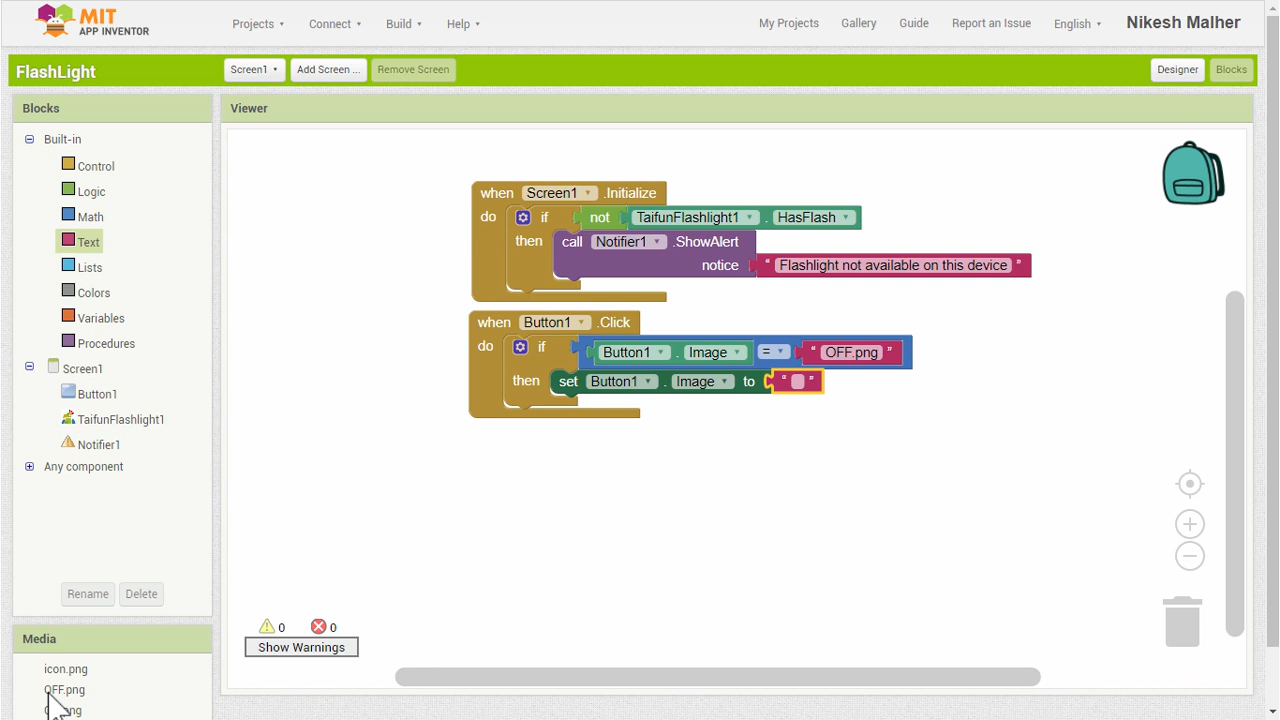 MIT
APP INVENTOR
Projects Connect Build Help My Projects Gallery Guide Report an Issue English Nikesh Malher
FlashLight Screen1 Add Screen ... Remove Screen Designer Blocks
Blocks
Viewer
Built-in
Control
Logic
Math
Text
Lists
Colors
Variables
Procedures
Screen1
Button1
TaifunFlashlight1
Notifier1
Any component
Rename Delete
when Screen1 .Initialize
do if not TaifunFlashlight1 . HasFlash
then call Notifier1 .ShowAlert
notice " Flashlight not available on this device "
when Button1 .Click
do if Button1 . Image = " OFF.png "
then set Button1 . Image to " "
0 0
Show Warnings
Media
icon.png
OFF.png